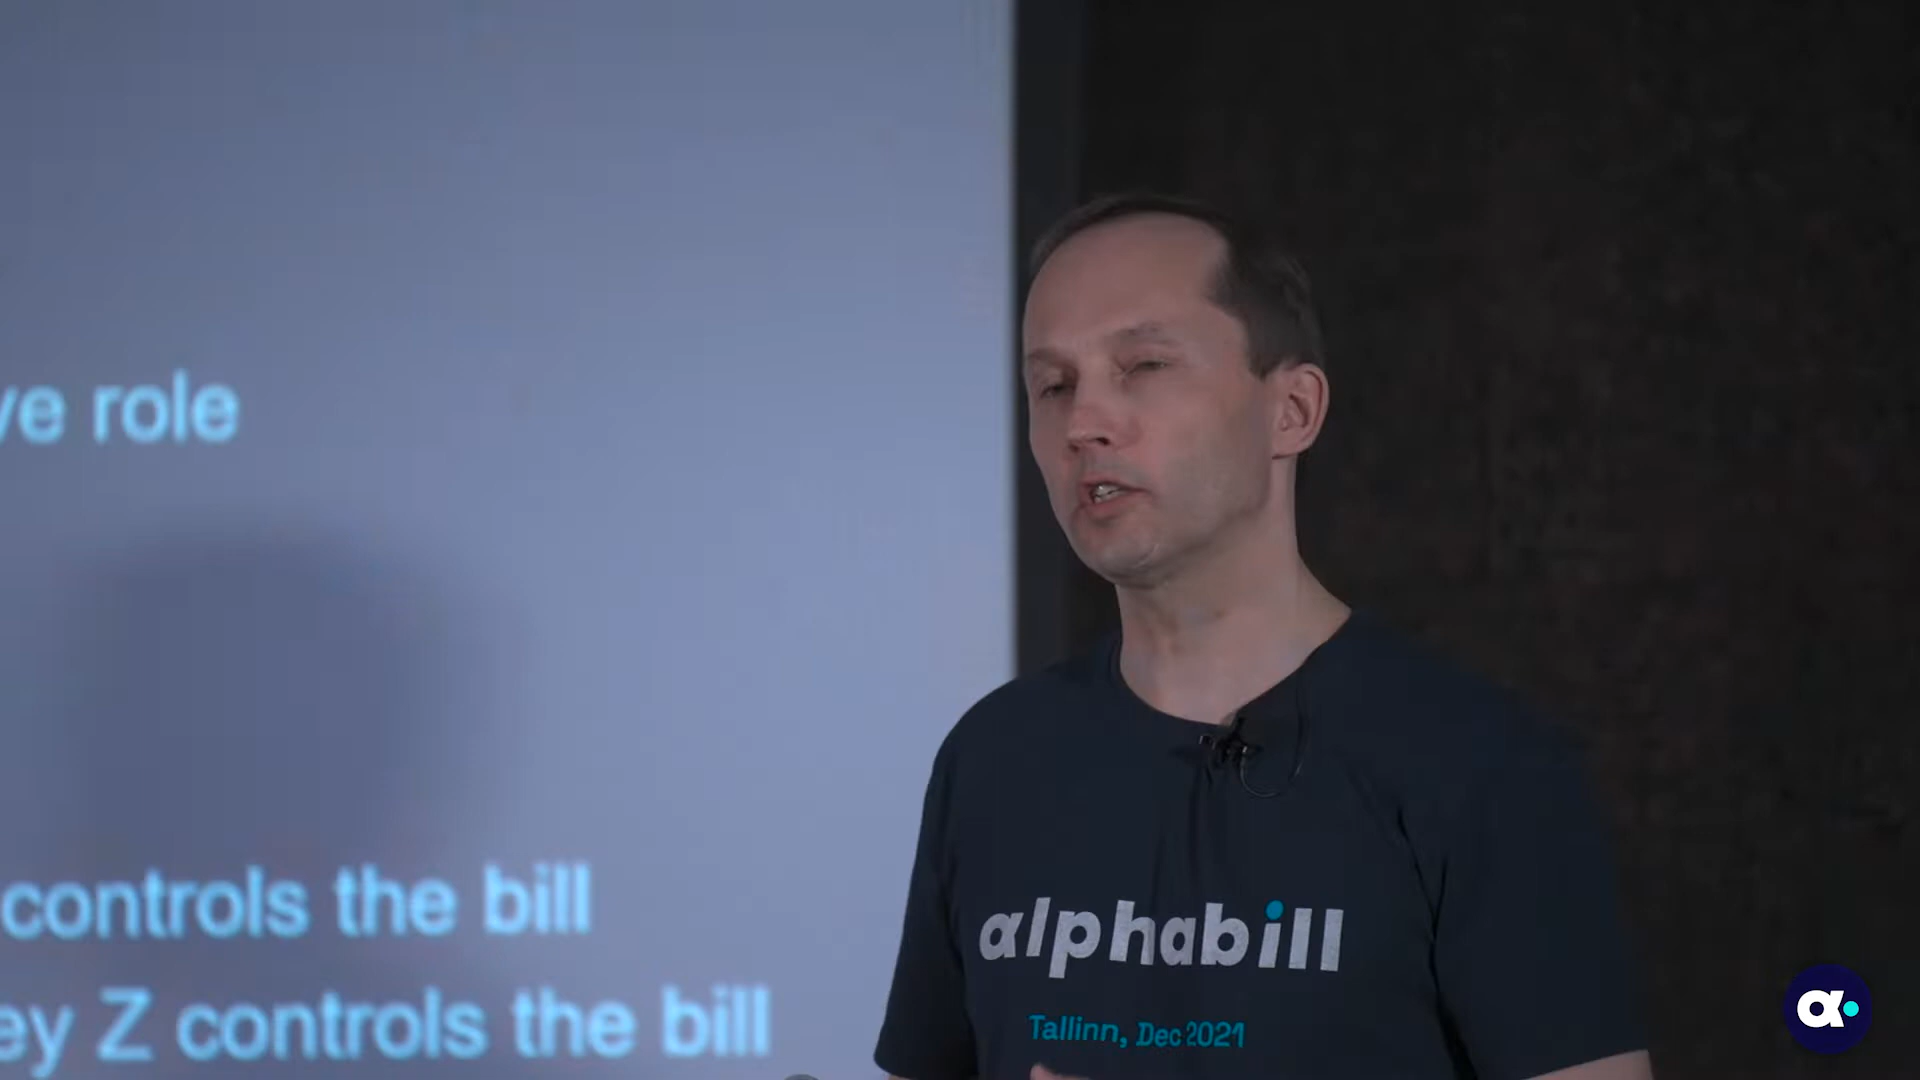 ve role
controls the bill
ey Z controls the bill
alphabill
Tallinn, Dec 2021
α